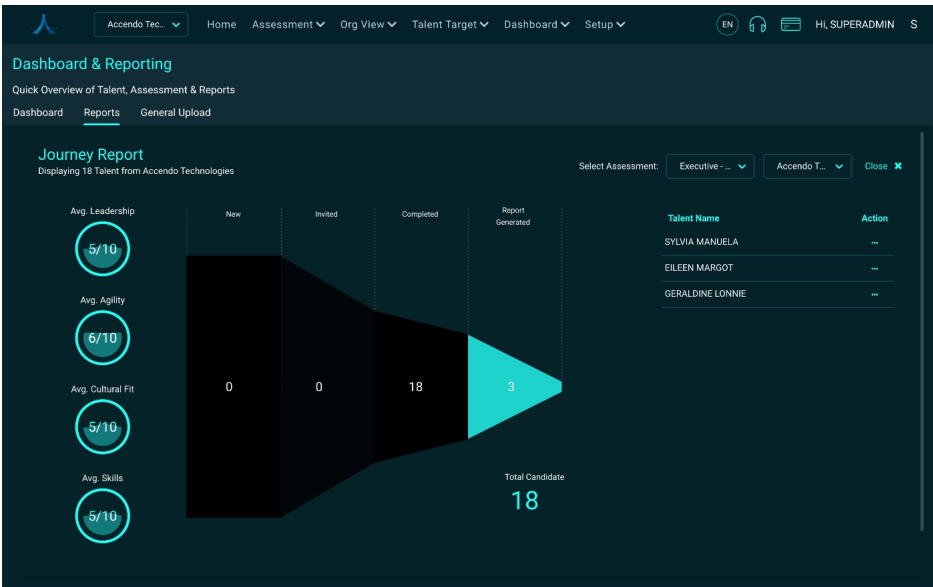 Accendo Tec.. Home Assessment Org View Talent Target Dashboard Setup EN Hi, SUPERADMIN S
Dashboard & Reporting
Quick Overview of Talent, Assessment & Reports
Dashboard Reports General Upload
Journey Report
Displaying 18 Talent from Accendo Technologies
Select Assessment: Executive - ... Accendo T... Close ✖
Avg. Leadership
5/10
Avg. Agility
6/10
Avg. Cultural Fit
5/10
Avg. Skills
5/10
New Invited Completed Report
Generated
0 0 18 3
Total Candidate
18
Talent Name Action
SYLVIA MANUELA ...
EILEEN MARGOT ...
GERALDINE LONNIE ...